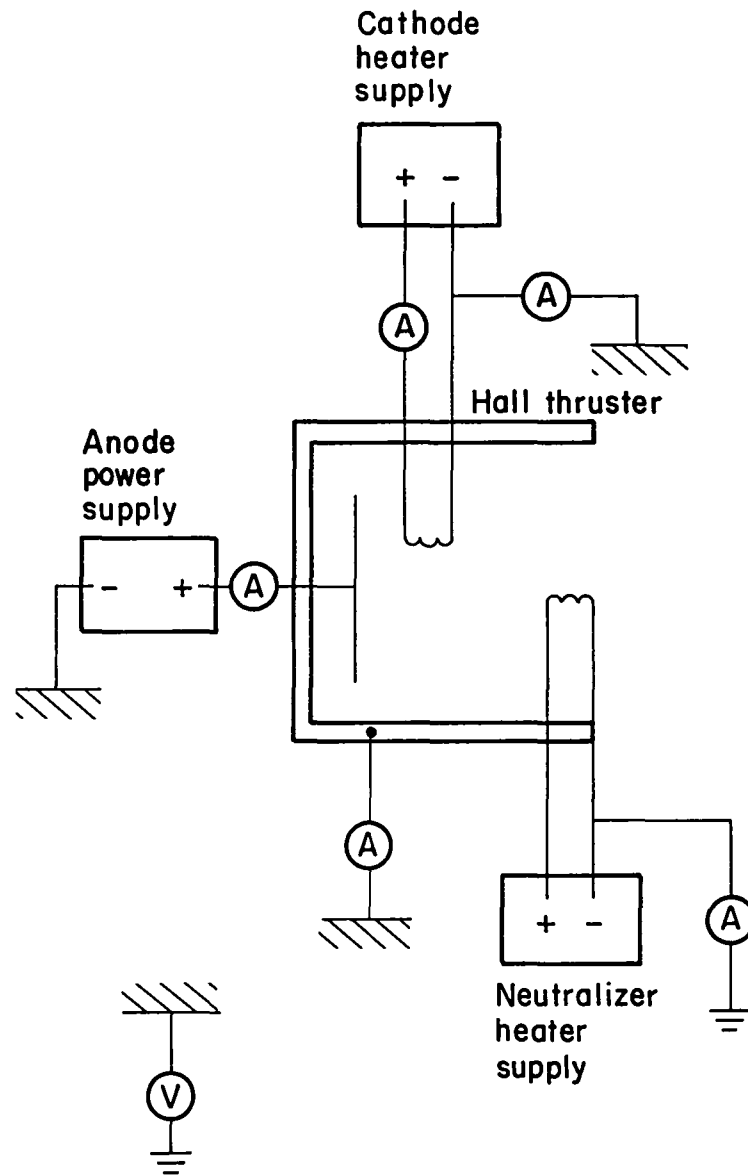 Cathode
heater
supply
+ -
A
A
Hall thruster
Anode
power
supply
- +
A
A
+ -
A
Neutralizer
heater
supply
V